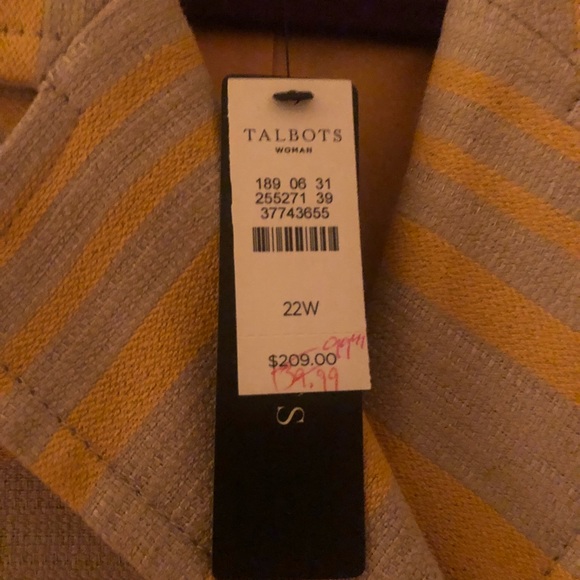 TALBOTS
WOMAN
189 06 31
255271 39
37743655
22W
$209.00
S